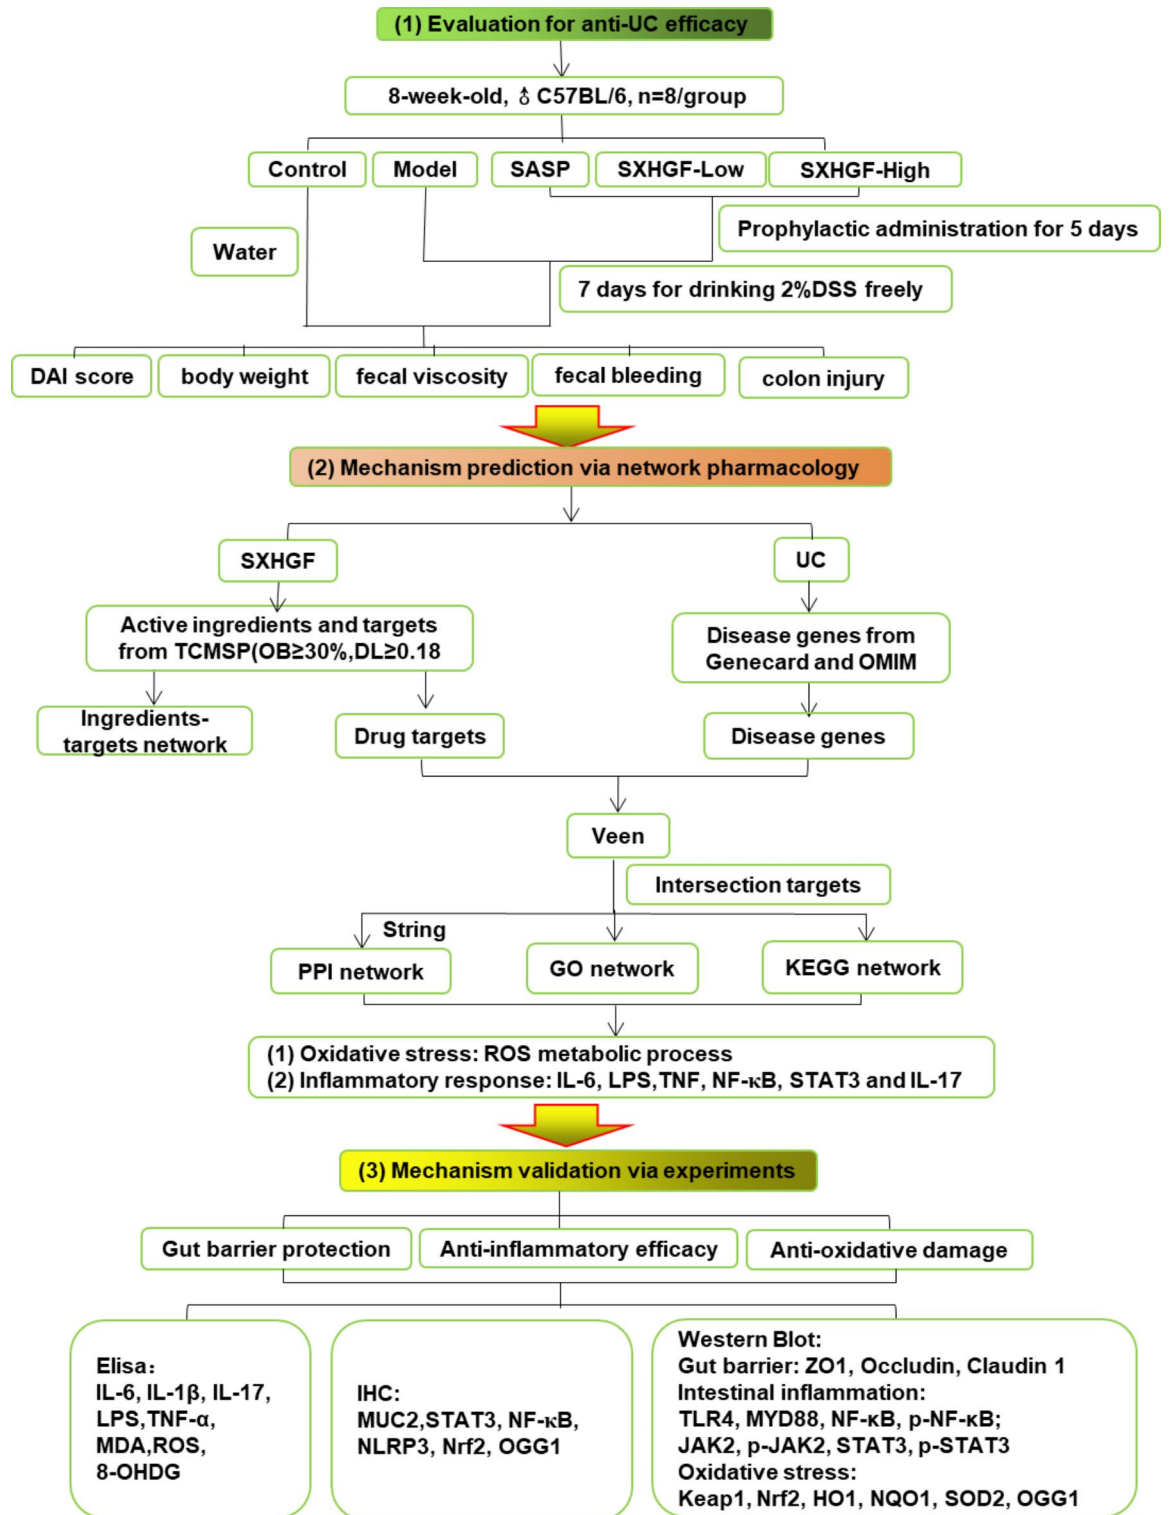 (1) Evaluation for anti-UC efficacy
8-week-old, ♂ C57BL/6, n=8/group
Control
Model
SASP
SXHGF-Low
SXHGF-High
Prophylactic administration for 5 days
Water
7 days for drinking 2%DSS freely
DAI score
body weight
fecal viscosity
fecal bleeding
colon injury
(2) Mechanism prediction via network pharmacology
SXHGF
UC
Active ingredients and targets
from TCMSP(OB≥30%,DL≥0.18
Disease genes from
Genecard and OMIM
Ingredients-
targets network
Drug targets
Disease genes
Veen
Intersection targets
String
PPI network
GO network
KEGG network
(1) Oxidative stress: ROS metabolic process
(2) Inflammatory response: IL-6, LPS,TNF, NF-κB, STAT3 and IL-17
(3) Mechanism validation via experiments
Gut barrier protection
Anti-inflammatory efficacy
Anti-oxidative damage
Elisa：
IL-6, IL-1β, IL-17,
LPS,TNF-α,
MDA,ROS,
8-OHDG
IHC:
MUC2,STAT3, NF-κB,
NLRP3, Nrf2, OGG1
Western Blot:
Gut barrier: ZO1, Occludin, Claudin 1
Intestinal inflammation:
TLR4, MYD88, NF-κB, p-NF-κB;
JAK2, p-JAK2, STAT3, p-STAT3
Oxidative stress:
Keap1, Nrf2, HO1, NQO1, SOD2, OGG1